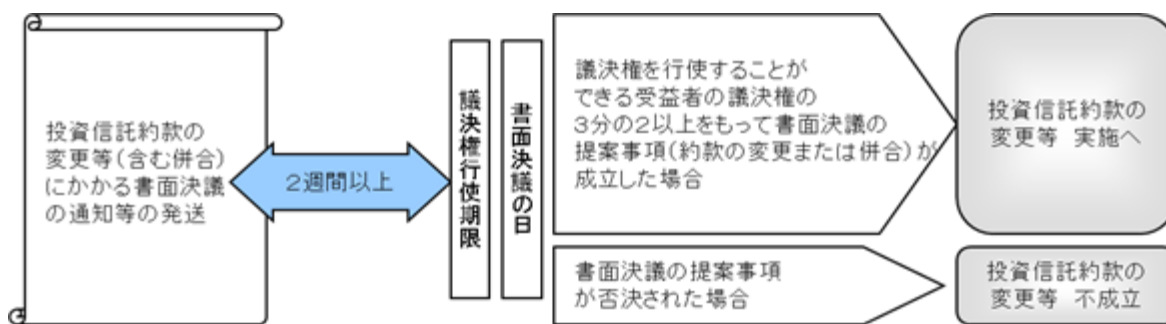 投資信託約款の
変更等(含む併合)
にかかる書面決議
の通知等の発送
2週間以上
議決権行使期限
書面決議の日
議決権を行使することが
できる受益者の議決権の
3分の2以上をもって書面決議の
提案事項(約款の変更または併合)が
成立した場合
投資信託約款の
変更等 実施へ
書面決議の提案事項
が否決された場合
投資信託約款の
変更等 不成立